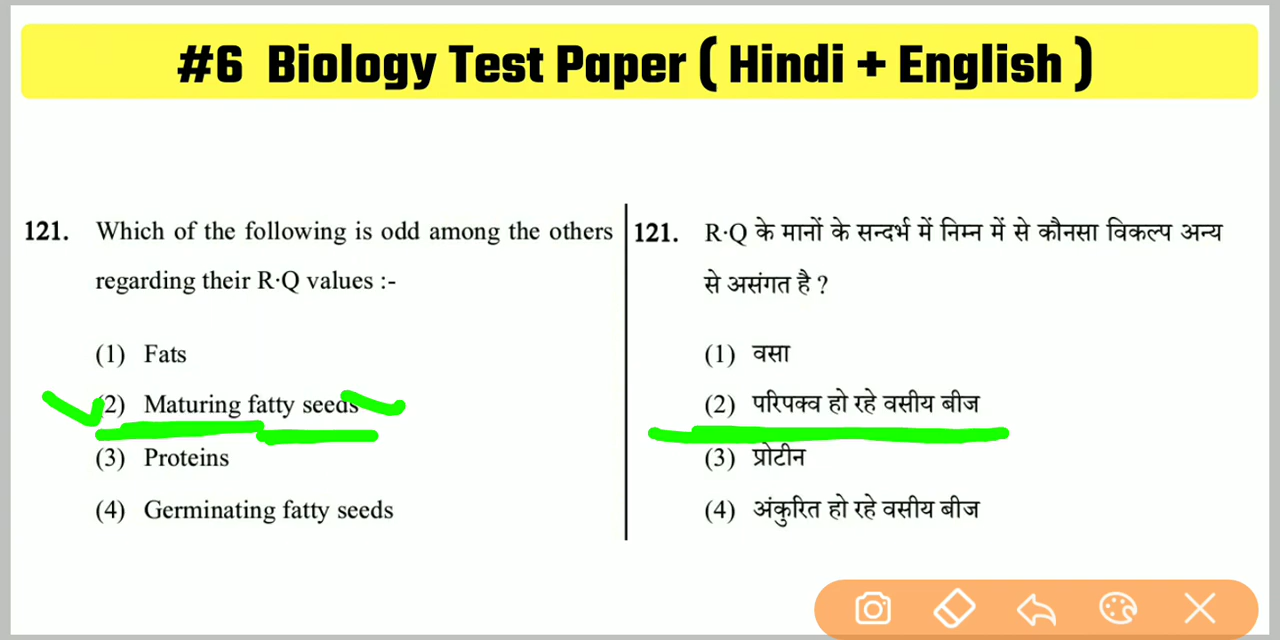 #6 Biology Test Paper ( Hindi + English )
121. Which of the following is odd among the others
regarding their R·Q values :-
(1) Fats
(2) Maturing fatty seeds
(3) Proteins
(4) Germinating fatty seeds
121. R·Q के मानों के सन्दर्भ में निम्न में से कौनसा विकल्प अन्य
से असंगत है ?
(1) वसा
(2) परिपक्व हो रहे वसीय बीज
(3) प्रोटीन
(4) अंकुरित हो रहे वसीय बीज